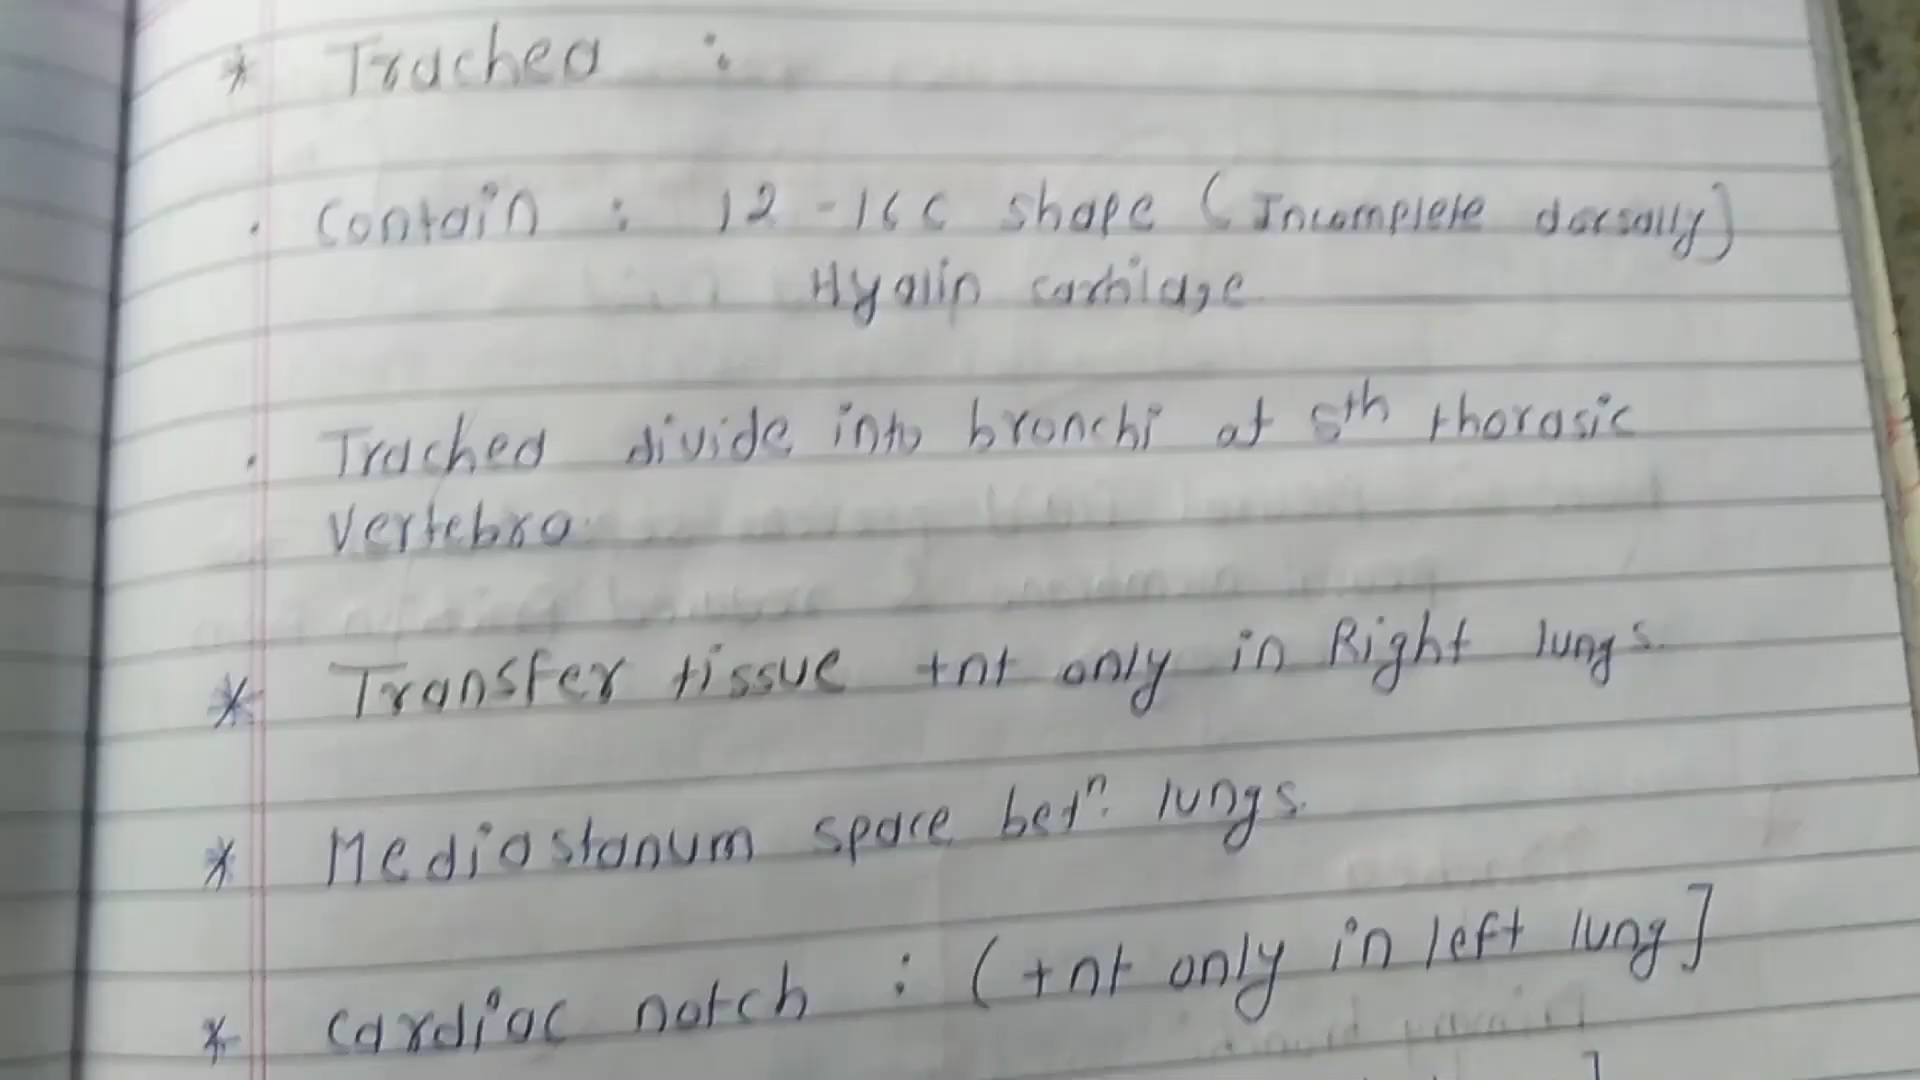 * Trachea :
. Contain : 12 - 16 C shape (Incomplete dorsally]
Hyalin cartilage
. Trachea divide into bronchi at 5th thorasic
vertebra
* Transfer tissue +nt only in Right lungs.
* Mediastanum space betn. lungs.
* Cardiac notch : (+nt only in left lung]